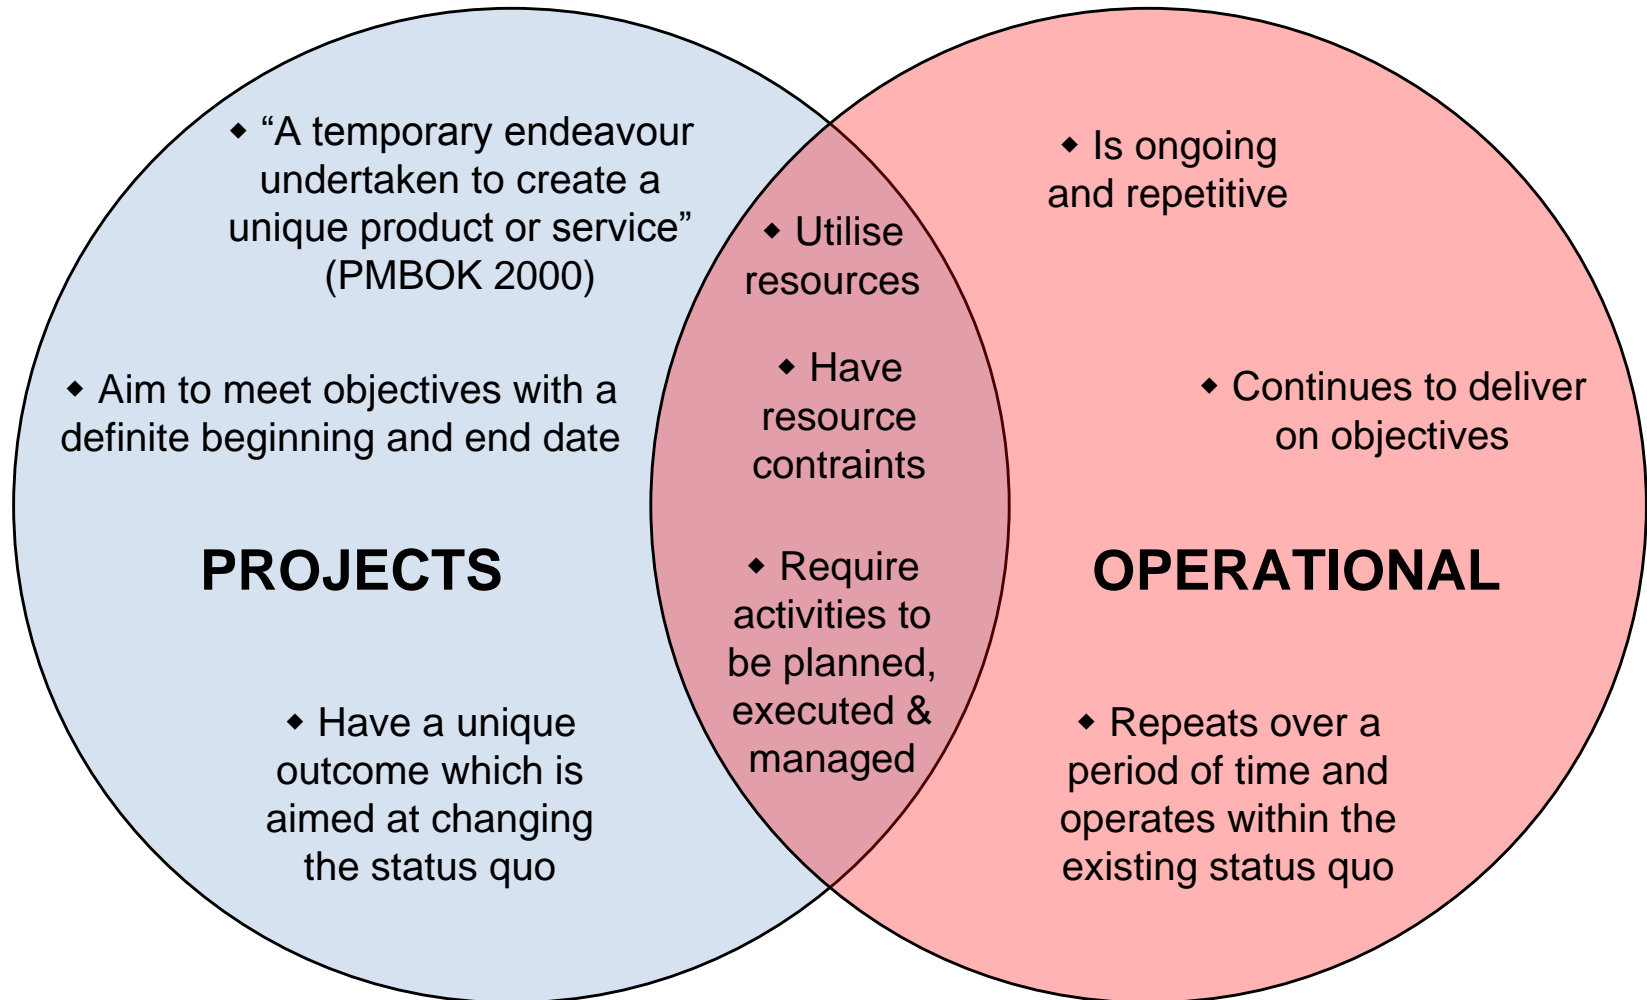 ◆ “A temporary endeavour
undertaken to create a
unique product or service”
(PMBOK 2000)
◆ Aim to meet objectives with a
definite beginning and end date
PROJECTS
◆ Have a unique
outcome which is
aimed at changing
the status quo
◆ Utilise
resources
◆ Have
resource
contraints
◆ Require
activities to
be planned,
executed &
managed
◆ Is ongoing
and repetitive
◆ Continues to deliver
on objectives
OPERATIONAL
◆ Repeats over a
period of time and
operates within the
existing status quo